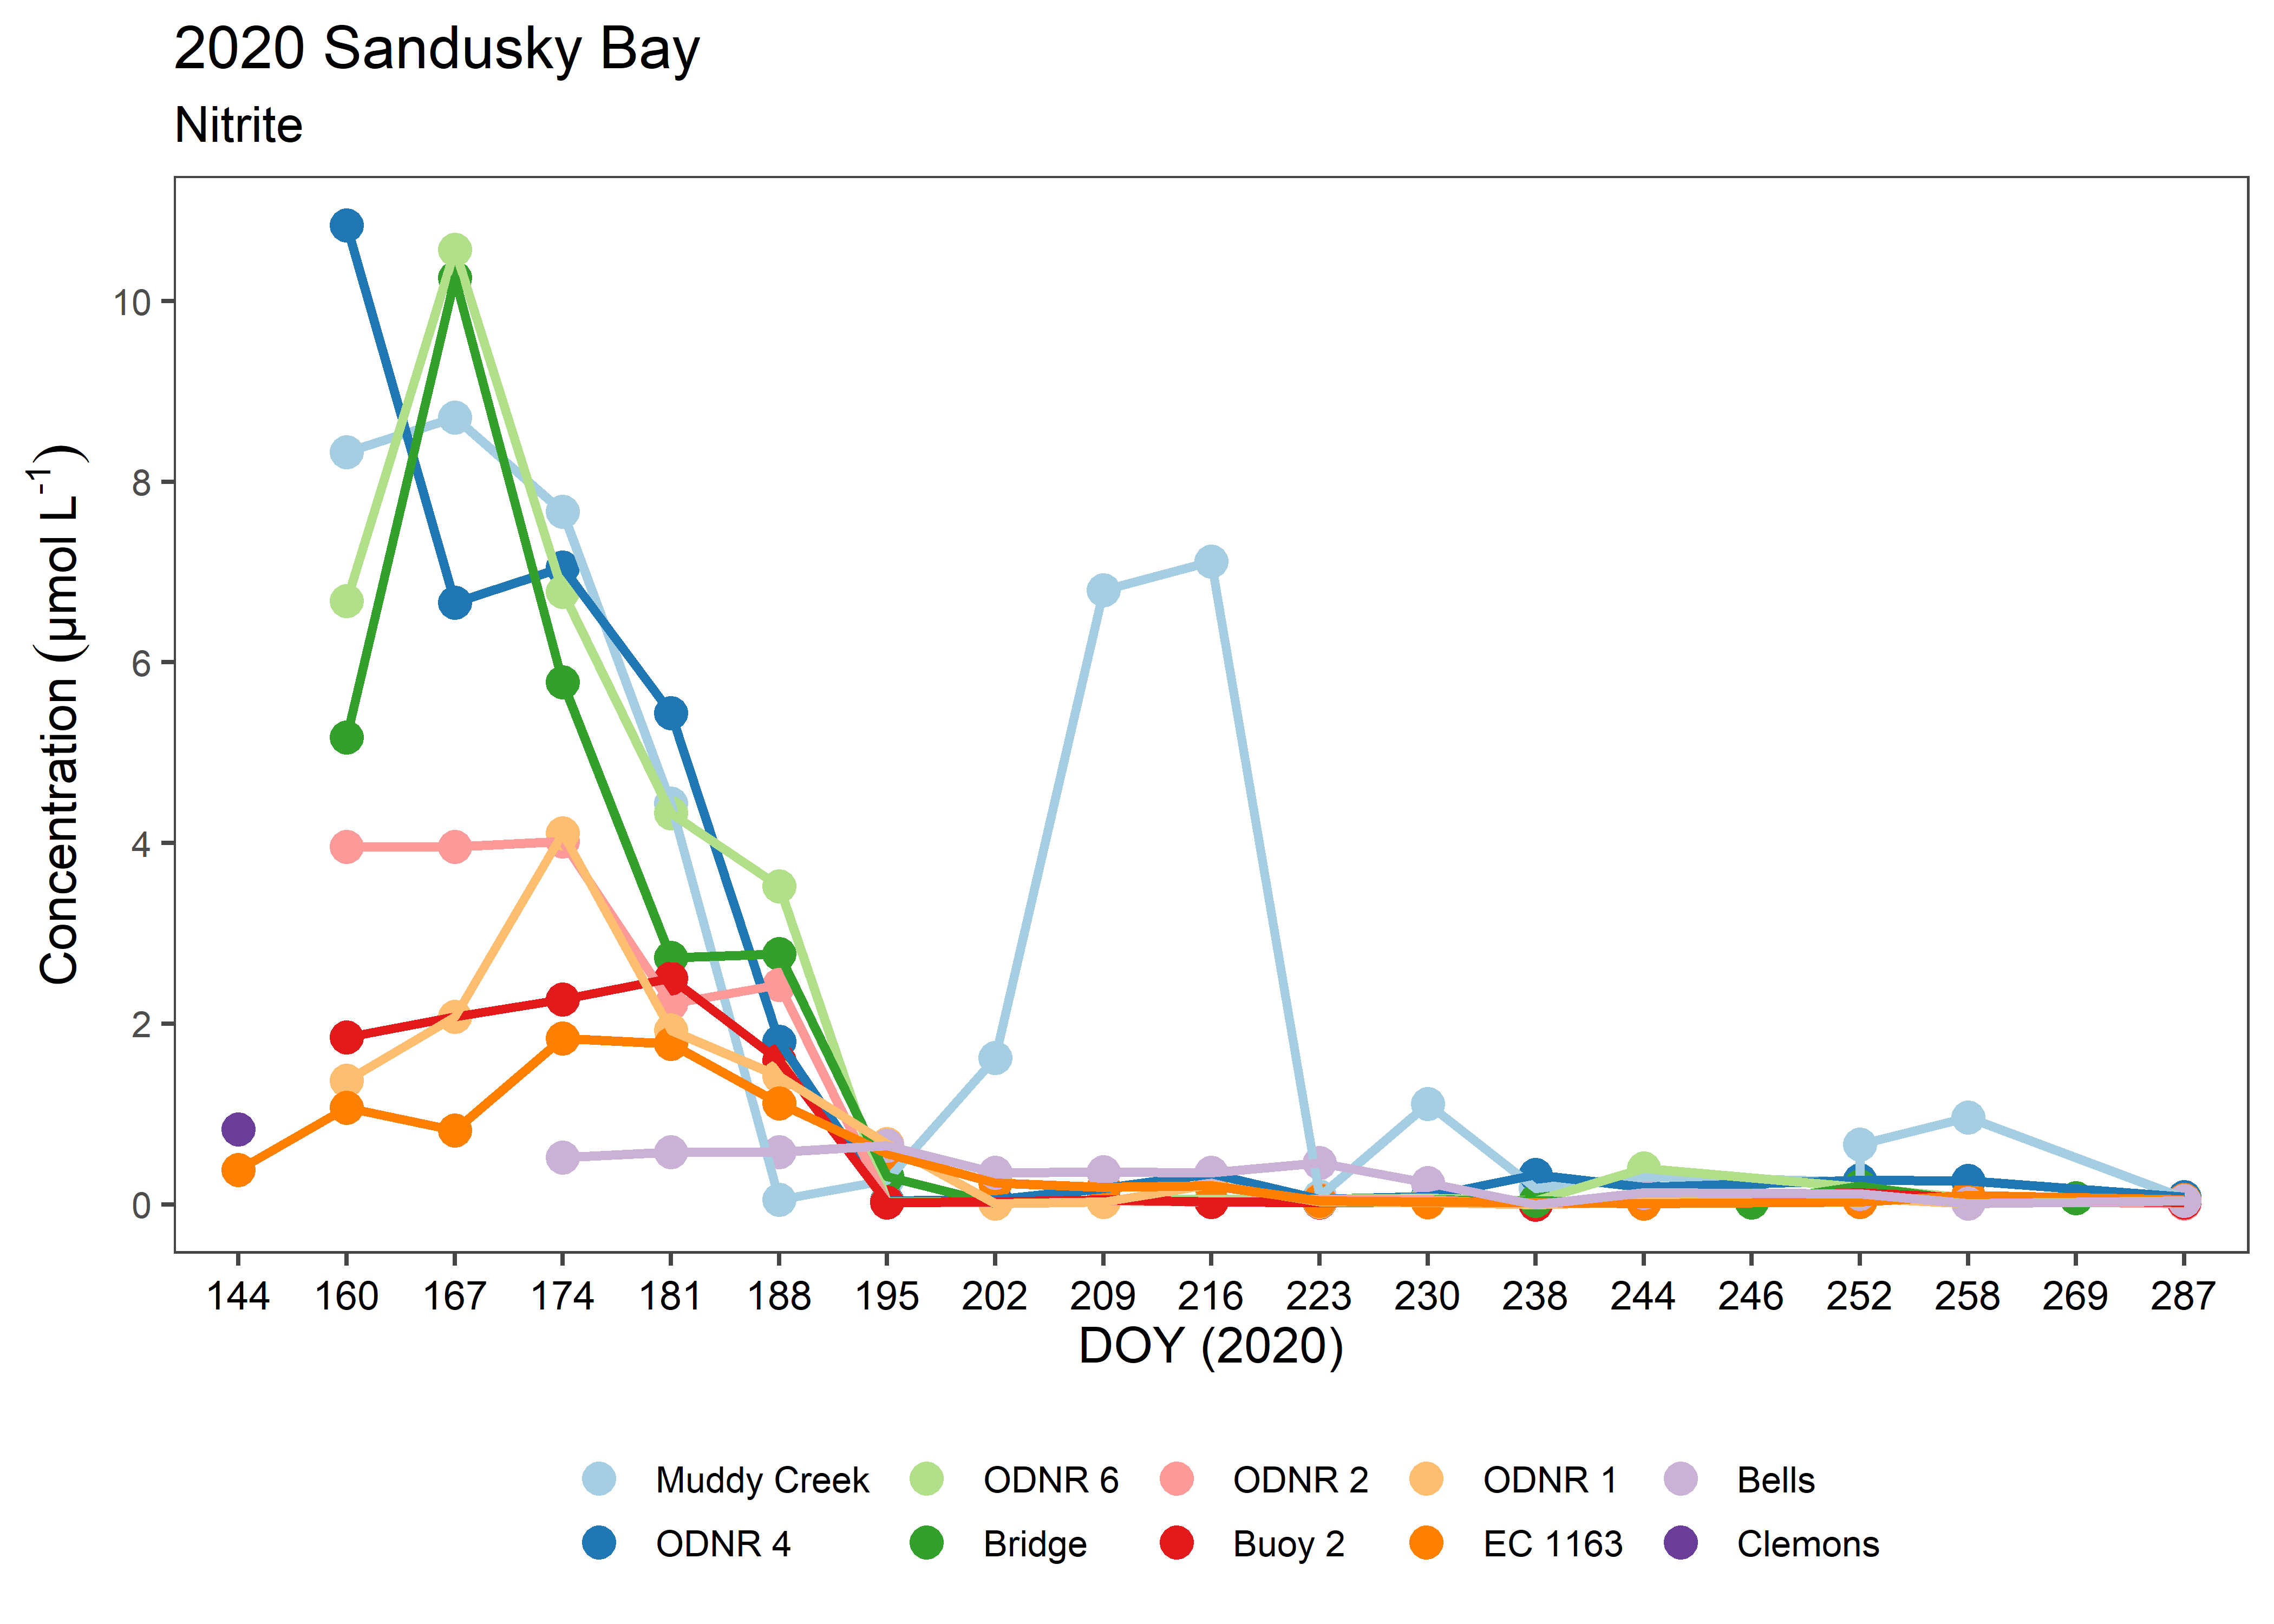 2020 Sandusky Bay
Nitrite
Concentration (µmol L⁻¹)
10
8
6
4
2
0
144 160 167 174 181 188 195 202 209 216 223 230 238 244 246 252 258 269 287
DOY (2020)
Muddy Creek ODNR 6 ODNR 2 ODNR 1 Bells
ODNR 4 Bridge Buoy 2 EC 1163 Clemons